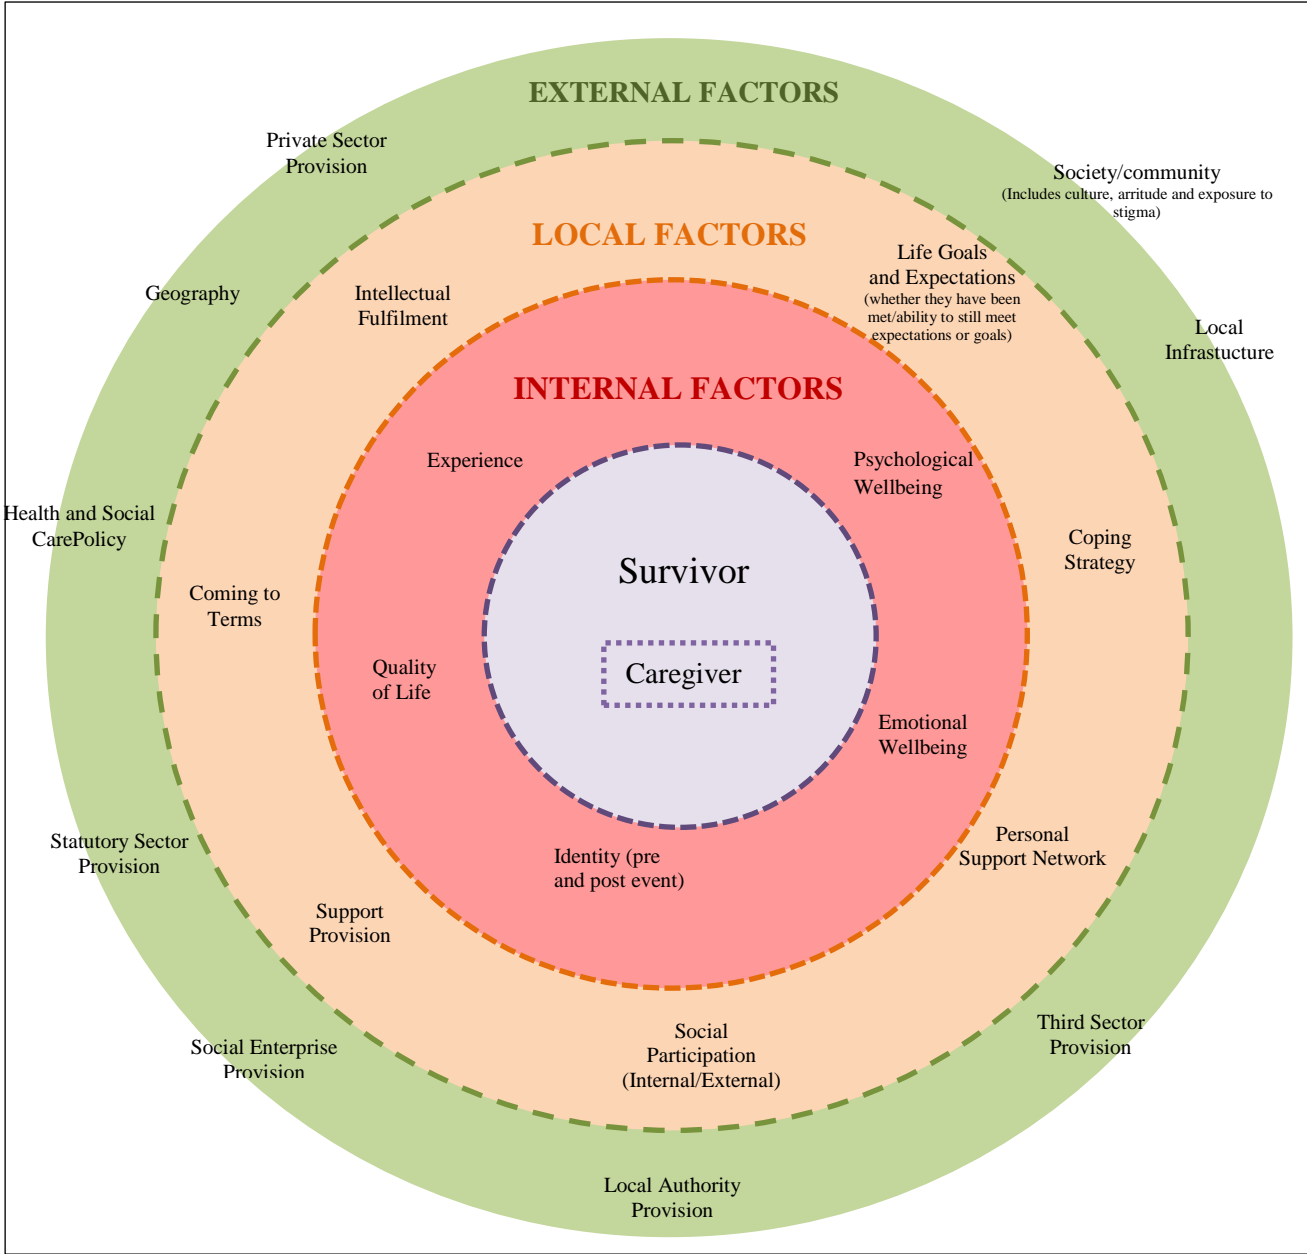 EXTERNAL FACTORS
Private Sector
Provision
Society/community
(Includes culture, arritude and exposure to
stigma)
LOCAL FACTORS
Life Goals
and Expectations
(whether they have been
met/ability to still meet
expectations or goals)
Geography
Intellectual
Fulfilment
Local
Infrastucture
INTERNAL FACTORS
Experience
Psychological
Wellbeing
Health and Social
CarePolicy
Coping
Strategy
Survivor
Coming to
Terms
Quality
of Life
Caregiver
Emotional
Wellbeing
Statutory Sector
Provision
Personal
Support Network
Identity (pre
and post event)
Support
Provision
Third Sector
Provision
Social Enterprise
Provision
Social
Participation
(Internal/External)
Local Authority
Provision